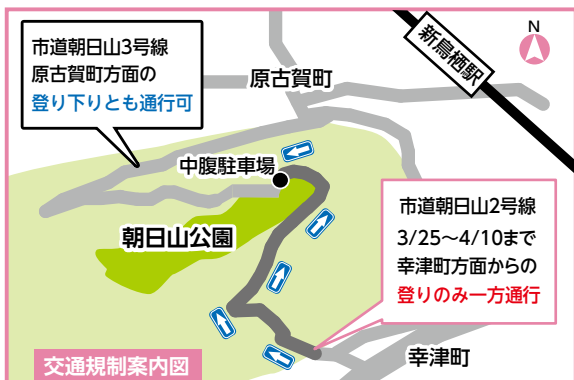 市道朝日山3号線
原古賀町方面の
登り下りとも通行可
原古賀町
新鳥栖駅
N
中腹駐車場
朝日山公園
市道朝日山2号線
3/25～4/10まで
幸津町方面からの
登りのみ一方通行
幸津町
交通規制案内図